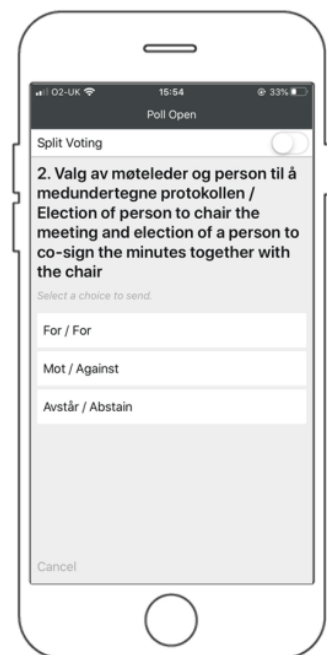 O2-UK 15:54 33%
Poll Open
Split Voting
2. Valg av møteleder og person til å
medundertegne protokollen /
Election of person to chair the
meeting and election of a person to
co-sign the minutes together with
the chair
Select a choice to send.
For / For
Mot / Against
Avstår / Abstain
Cancel